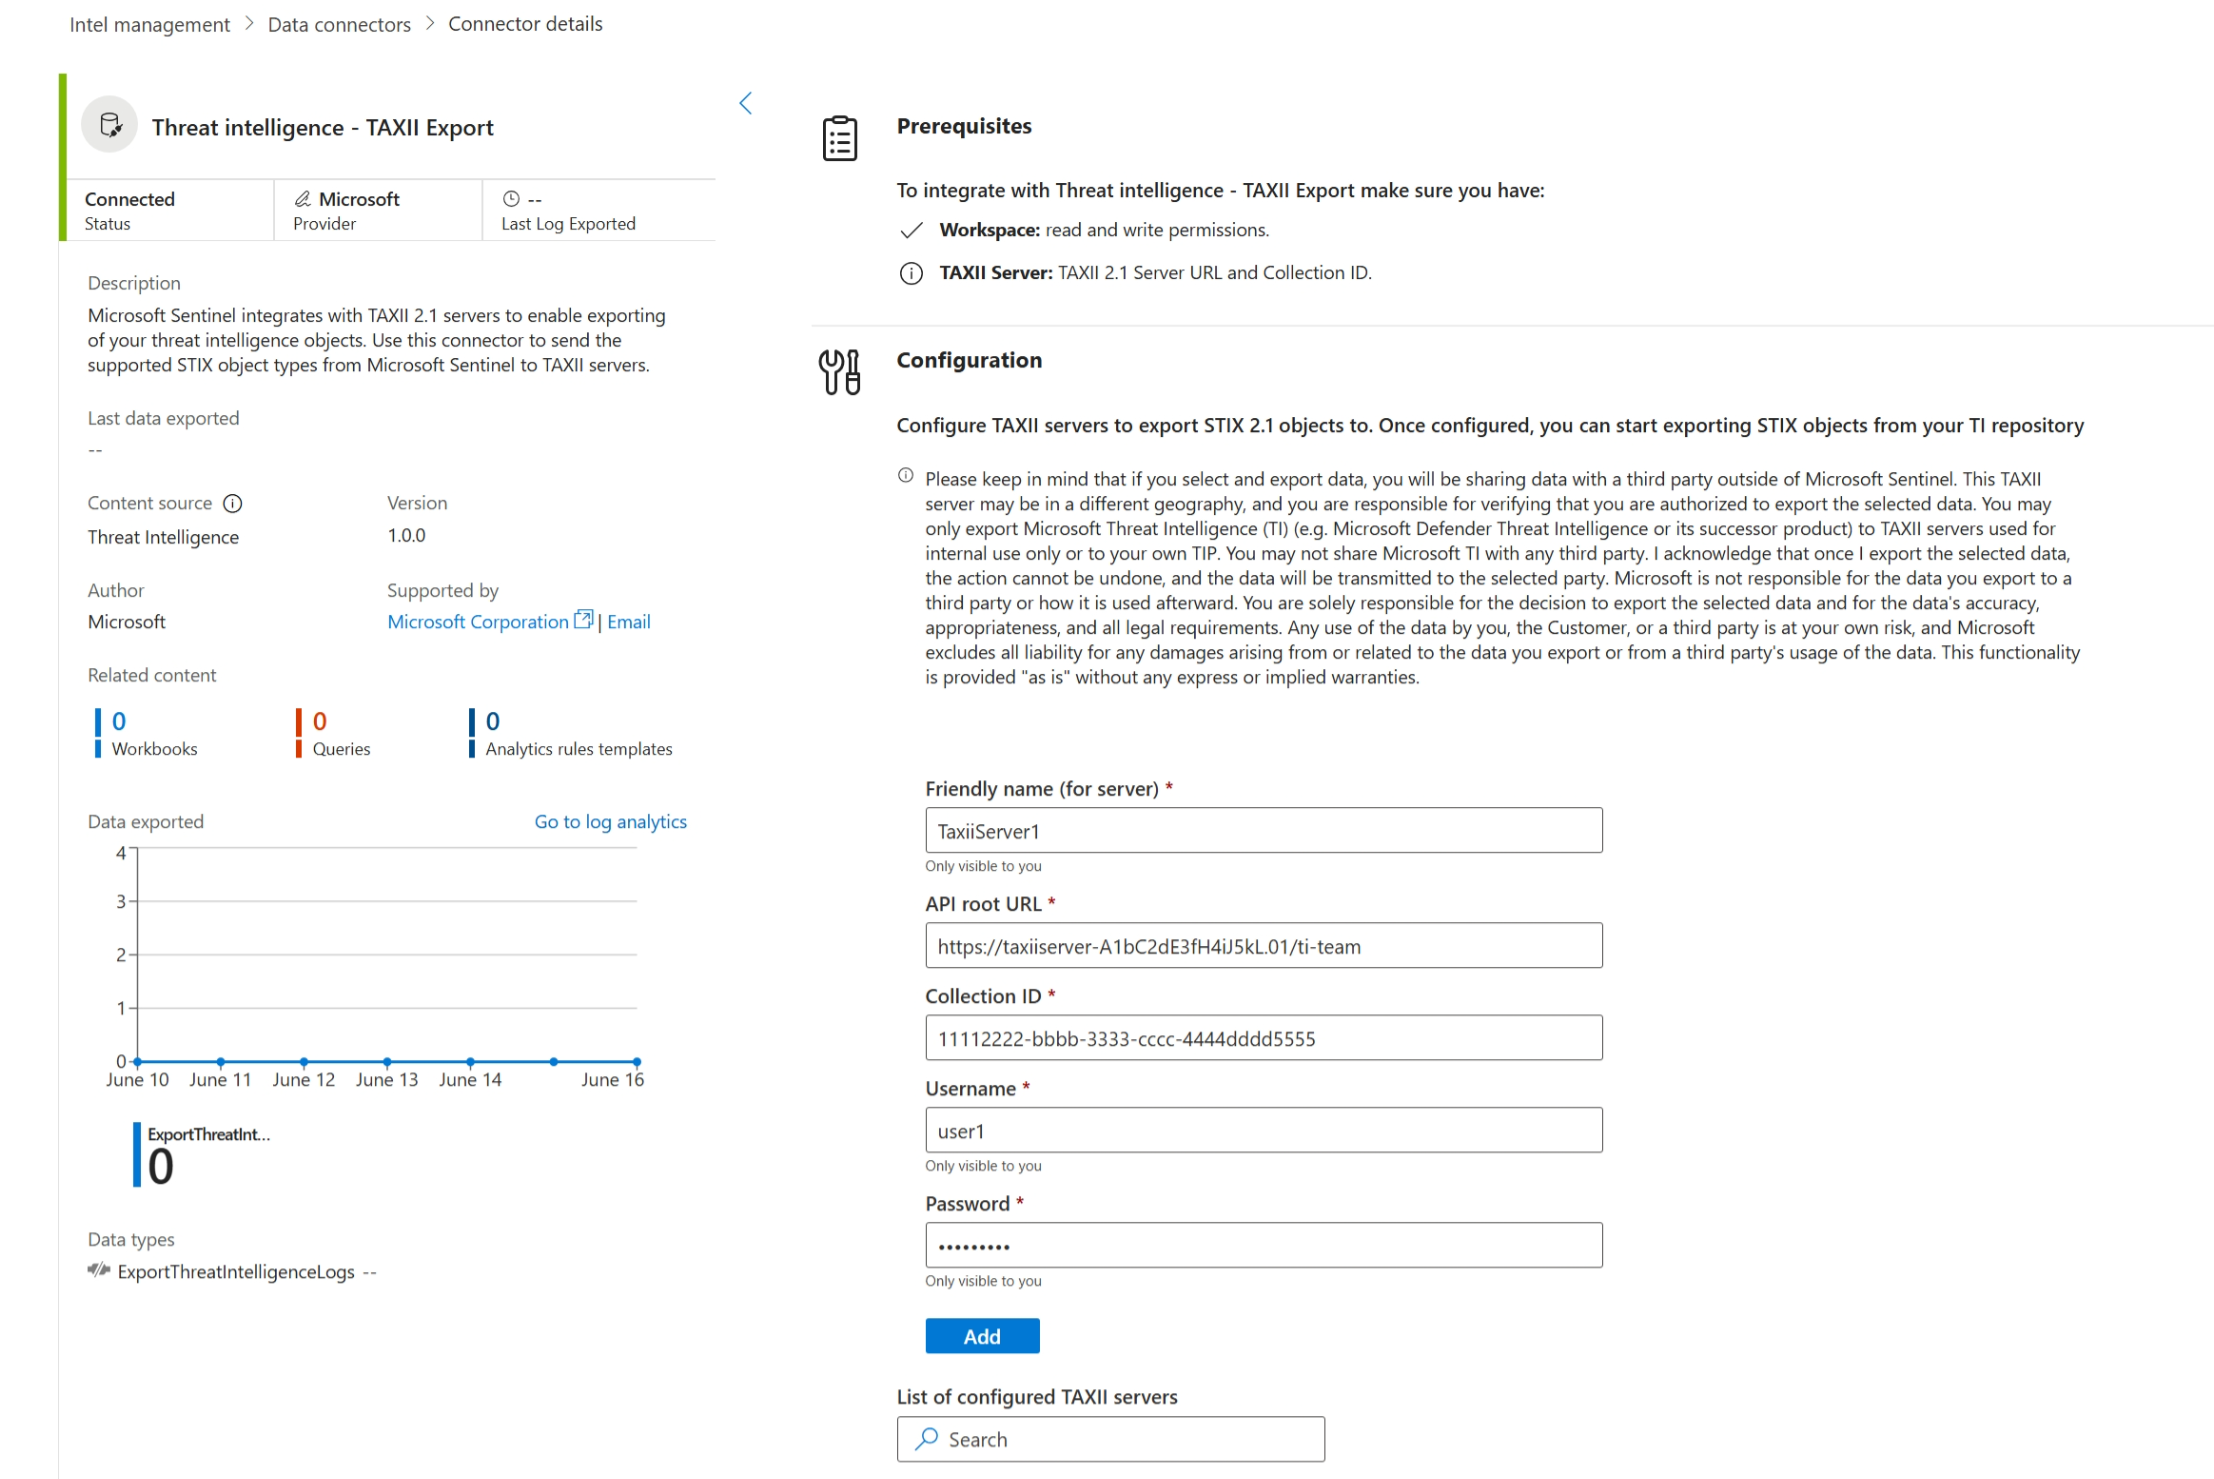 Intel management > Data connectors > Connector details
Threat intelligence - TAXII Export
Connected
Status
Microsoft
Provider
--
Last Log Exported
Description
Microsoft Sentinel integrates with TAXII 2.1 servers to enable exporting
of your threat intelligence objects. Use this connector to send the
supported STIX object types from Microsoft Sentinel to TAXII servers.
Last data exported
--
Content source
Threat Intelligence
Version
1.0.0
Author
Microsoft
Supported by
Microsoft Corporation | Email
Related content
0
Workbooks
0
Queries
0
Analytics rules templates
Data exported
Go to log analytics
4
3
2
1
0
June 10 June 11 June 12 June 13 June 14 June 16
ExportThreatInt...
0
Data types
ExportThreatIntelligenceLogs --
Prerequisites
To integrate with Threat intelligence - TAXII Export make sure you have:
Workspace: read and write permissions.
TAXII Server: TAXII 2.1 Server URL and Collection ID.
Configuration
Configure TAXII servers to export STIX 2.1 objects to. Once configured, you can start exporting STIX objects from your TI repository
Please keep in mind that if you select and export data, you will be sharing data with a third party outside of Microsoft Sentinel. This TAXII
server may be in a different geography, and you are responsible for verifying that you are authorized to export the selected data. You may
only export Microsoft Threat Intelligence (TI) (e.g. Microsoft Defender Threat Intelligence or its successor product) to TAXII servers used for
internal use only or to your own TIP. You may not share Microsoft TI with any third party. I acknowledge that once I export the selected data,
the action cannot be undone, and the data will be transmitted to the selected party. Microsoft is not responsible for the data you export to a
third party or how it is used afterward. You are solely responsible for the decision to export the selected data and for the data's accuracy,
appropriateness, and all legal requirements. Any use of the data by you, the Customer, or a third party is at your own risk, and Microsoft
excludes all liability for any damages arising from or related to the data you export or from a third party's usage of the data. This functionality
is provided "as is" without any express or implied warranties.
Friendly name (for server) *
TaxiiServer1
Only visible to you
API root URL *
https://taxiiserver-A1bC2dE3fH4iJ5kL.01/ti-team
Collection ID *
11112222-bbbb-3333-cccc-4444dddd5555
Username *
user1
Only visible to you
Password *
•••••••••
Only visible to you
Add
List of configured TAXII servers
Search